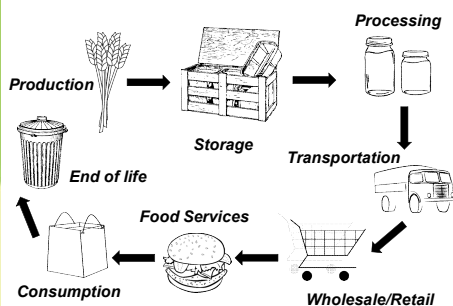 Processing
Production
Storage
Transportation
End of life
Food Services
Consumption
Wholesale/Retail